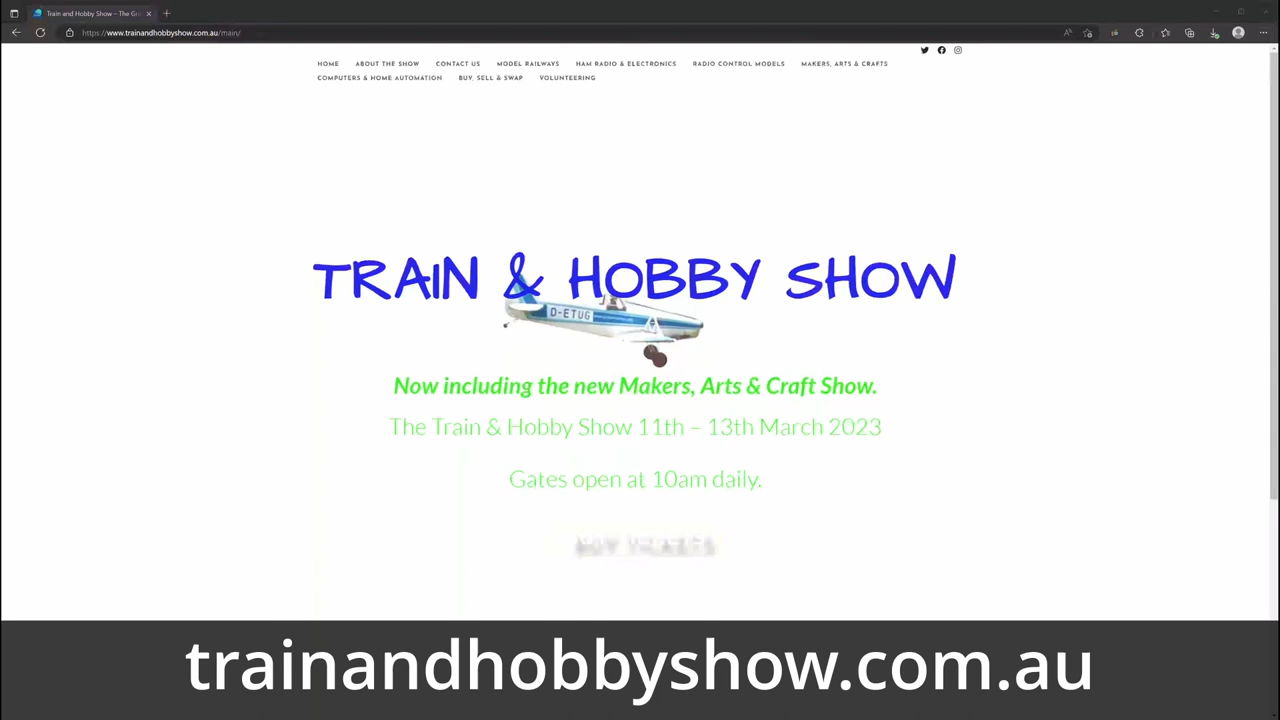 Train and Hobby Show – The Gr
https://www.trainandhobbyshow.com.au/main/
HOME ABOUT THE SHOW CONTACT US MODEL RAILWAYS HAM RADIO & ELECTRONICS RADIO CONTROL MODELS MAKERS, ARTS & CRAFTS
COMPUTERS & HOME AUTOMATION BUY, SELL & SWAP VOLUNTEERING
TRAIN & HOBBY SHOW
D-ETUG
Now including the new Makers, Arts & Craft Show.
The Train & Hobby Show 11th – 13th March 2023
Gates open at 10am daily.
BUY TICKETS
trainandhobbyshow.com.au